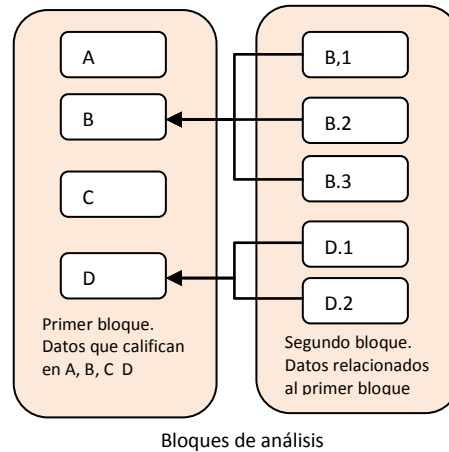 A
B
C
D
Primer bloque.
Datos que califican
en A, B, C  D
B,1
B.2
B.3
D.1
D.2
Segundo bloque.
Datos relacionados
al primer bloque
Bloques de análisis